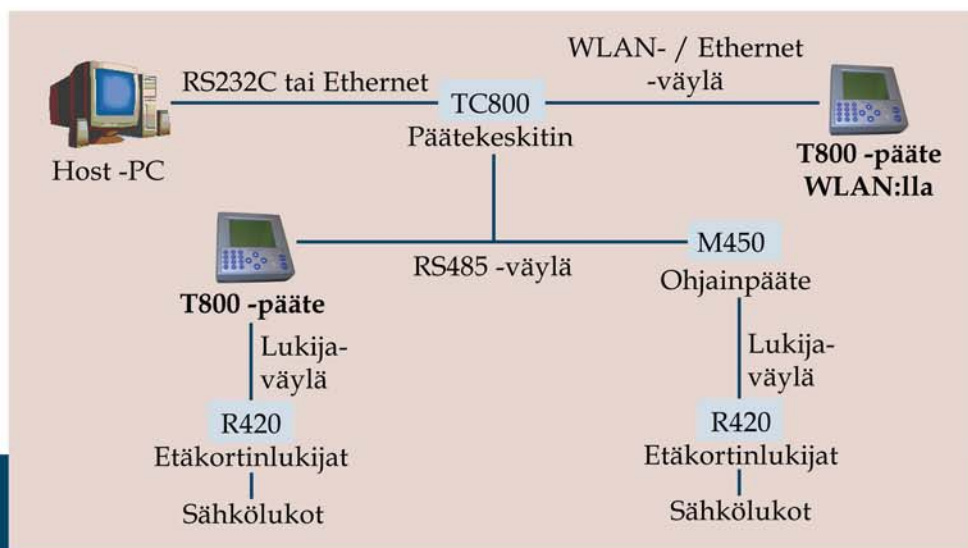 Host -PC
RS232C tai Ethernet
TC800
Päätekeskitin
WLAN- / Ethernet
-väylä
T800 -pääte
WLAN:lla
T800 -pääte
RS485 -väylä
M450
Ohjainpääte
Lukija-
väylä
R420
Etäkortinlukijat
Sähkölukot
Lukija-
väylä
R420
Etäkortinlukijat
Sähkölukot